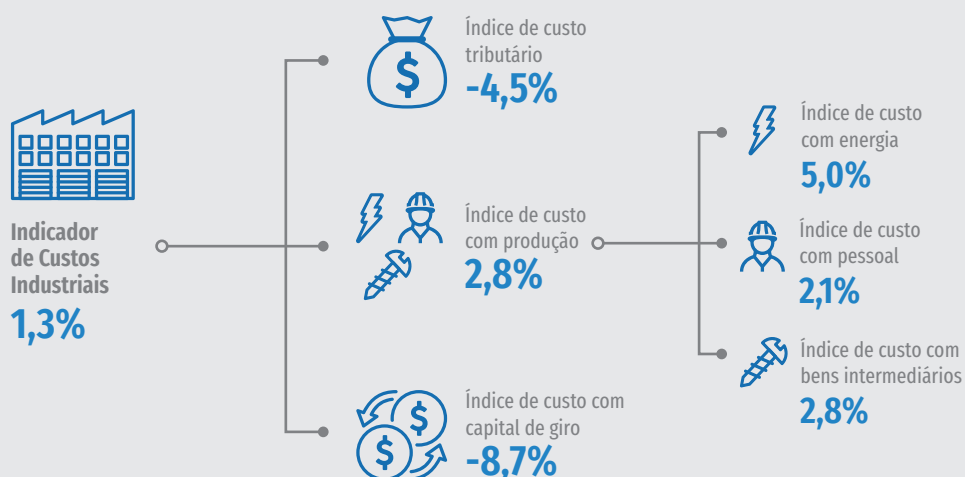 Indicador
de Custos
Industriais
1,3%
Índice de custo
tributário
-4,5%
Índice de custo
com produção
2,8%
Índice de custo com
capital de giro
-8,7%
Índice de custo
com energia
5,0%
Índice de custo
com pessoal
2,1%
Índice de custo com
bens intermediários
2,8%